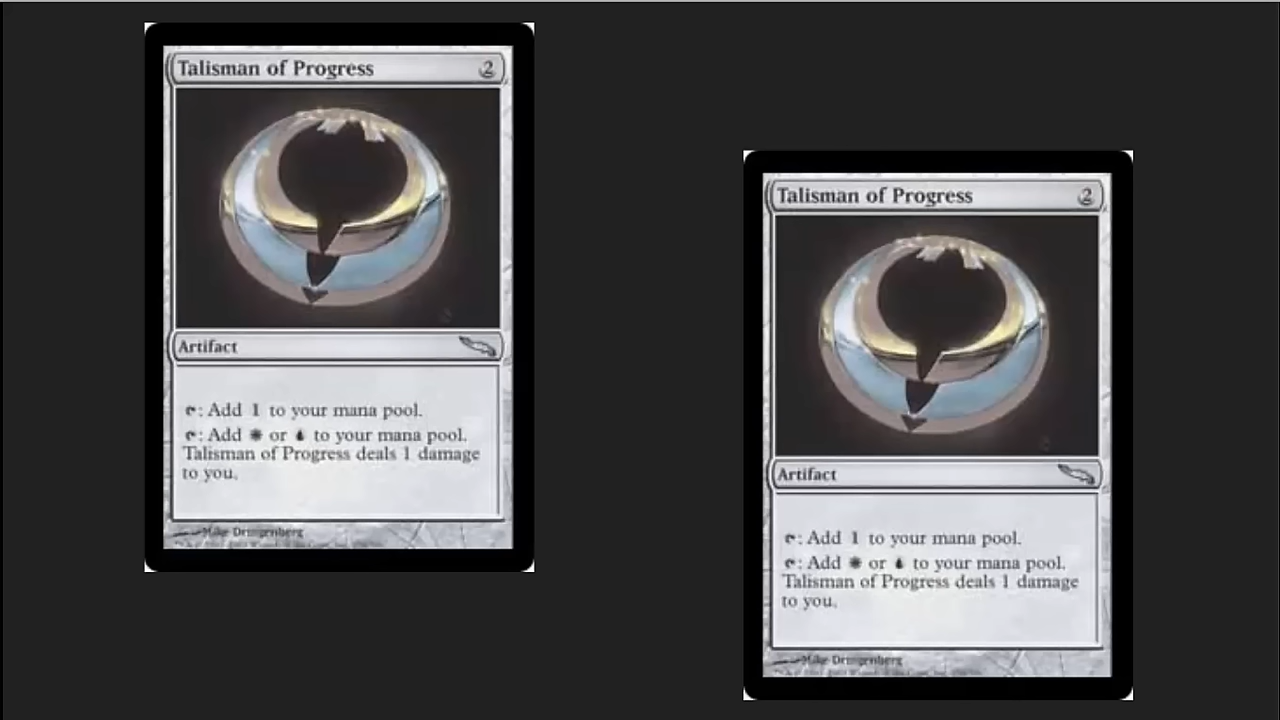 Talisman of Progress 2
Artifact
: Add 1 to your mana pool.
: Add or to your mana pool.
Talisman of Progress deals 1 damage
to you.
Mike Dringenberg
Talisman of Progress 2
Artifact
: Add 1 to your mana pool.
: Add or to your mana pool.
Talisman of Progress deals 1 damage
to you.
Mike Dringenberg